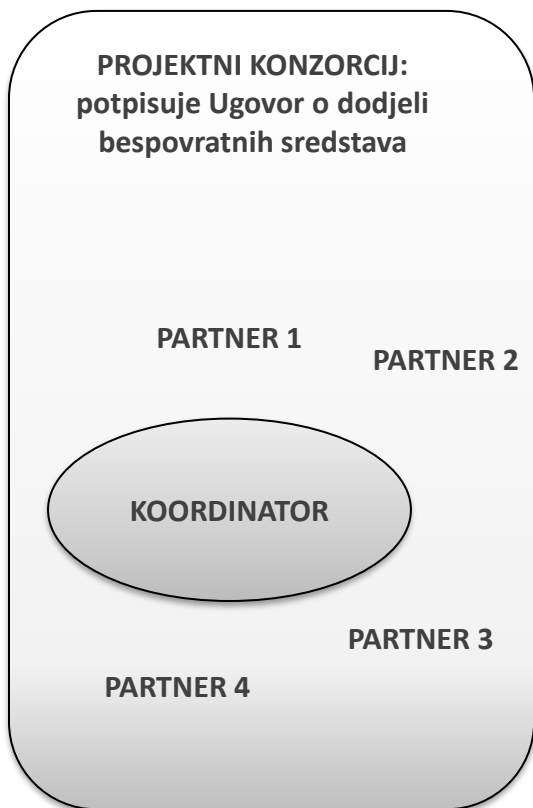 PROJEKTNI KONZORCIJ:
potpisuje Ugovor o dodjeli
bespovratnih sredstava
PARTNER 1
PARTNER 2
KOORDINATOR
PARTNER 3
PARTNER 4